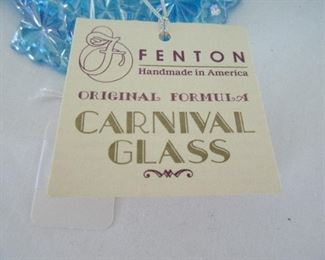 FENTON
Handmade in America
ORIGINAL FORMULA
CARNIVAL
GLASS